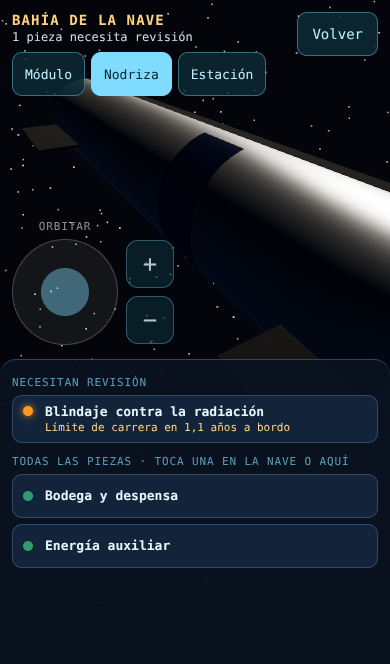 BAHÍA DE LA NAVE
1 pieza necesita revisión
Volver
Módulo
Nodriza
Estación
ORBITAR
+
−
NECESITAN REVISIÓN
Blindaje contra la radiación
Límite de carrera en 1,1 años a bordo
TODAS LAS PIEZAS · TOCA UNA EN LA NAVE O AQUÍ
Bodega y despensa
Energía auxiliar